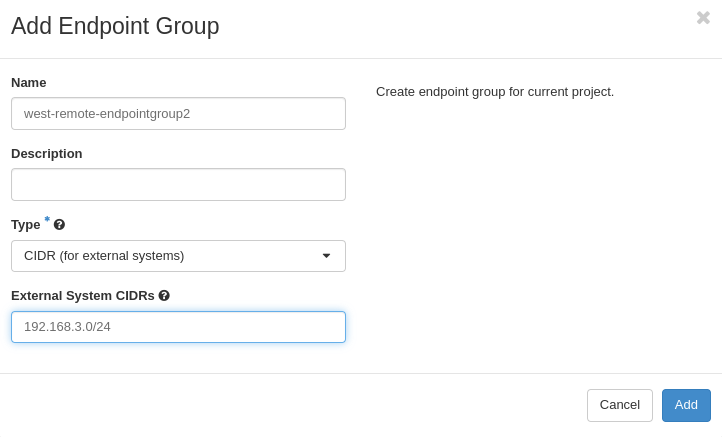 Add Endpoint Group
Name
west-remote-endpointgroup2
Create endpoint group for current project.
Description
Type *
CIDR (for external systems)
External System CIDRs
192.168.3.0/24
Cancel
Add